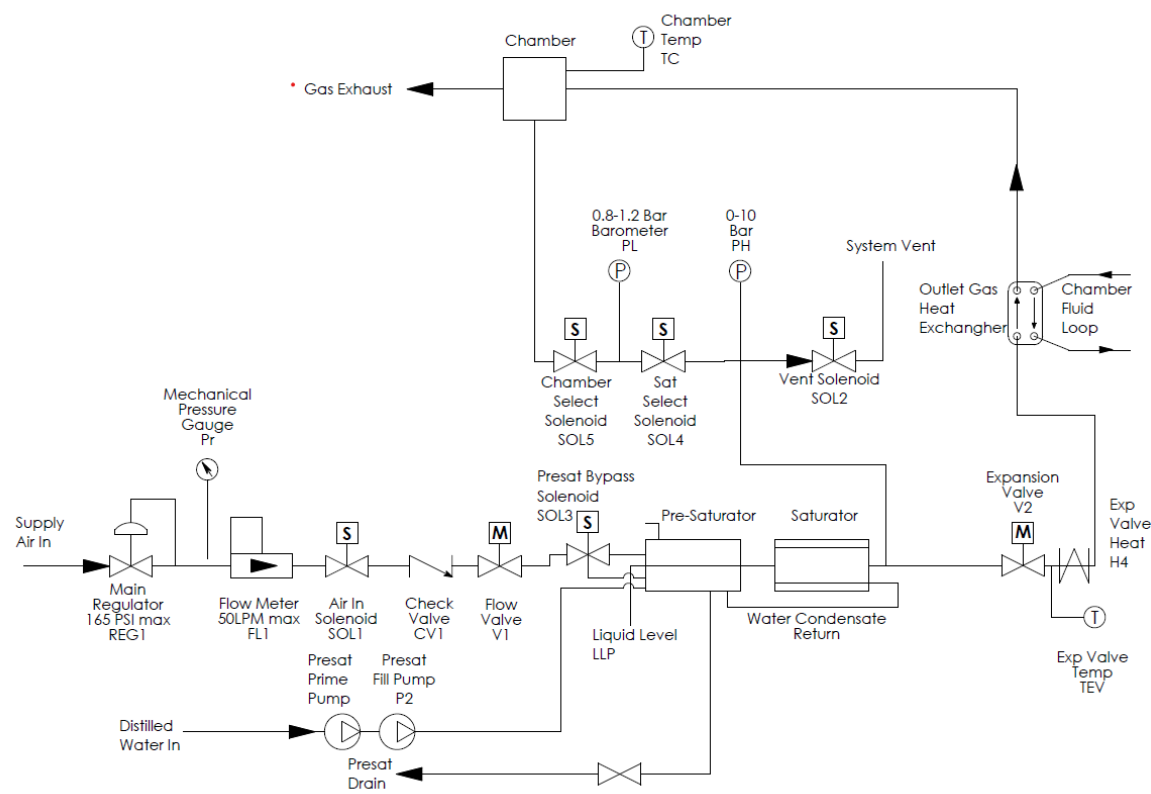 Chamber
Chamber
Temp
TC
T
* Gas Exhaust
0.8-1.2 Bar
Barometer
PL
P
0-10
Bar
PH
P
System Vent
Outlet Gas
Heat
Exchangher
Chamber
Fluid
Loop
S
S
S
Chamber
Select
Solenoid
SOL5
Sat
Select
Solenoid
SOL4
Vent Solenoid
SOL2
Mechanical
Pressure
Gauge
Pr
Presat Bypass
Solenoid
SOL3
S
Pre-Saturator
Saturator
Expansion
Valve
V2
M
Exp
Valve
Heat
H4
Supply
Air In
S
M
Main
Regulator
165 PSI max
REG1
Flow Meter
50LPM max
FL1
Air In
Solenoid
SOL1
Check
Valve
CV1
Flow
Valve
V1
Liquid Level
LLP
Water Condensate
Return
T
Exp Valve
Temp
TEV
Presat
Prime
Pump
Presat
Fill Pump
P2
Distilled
Water In
Presat
Drain